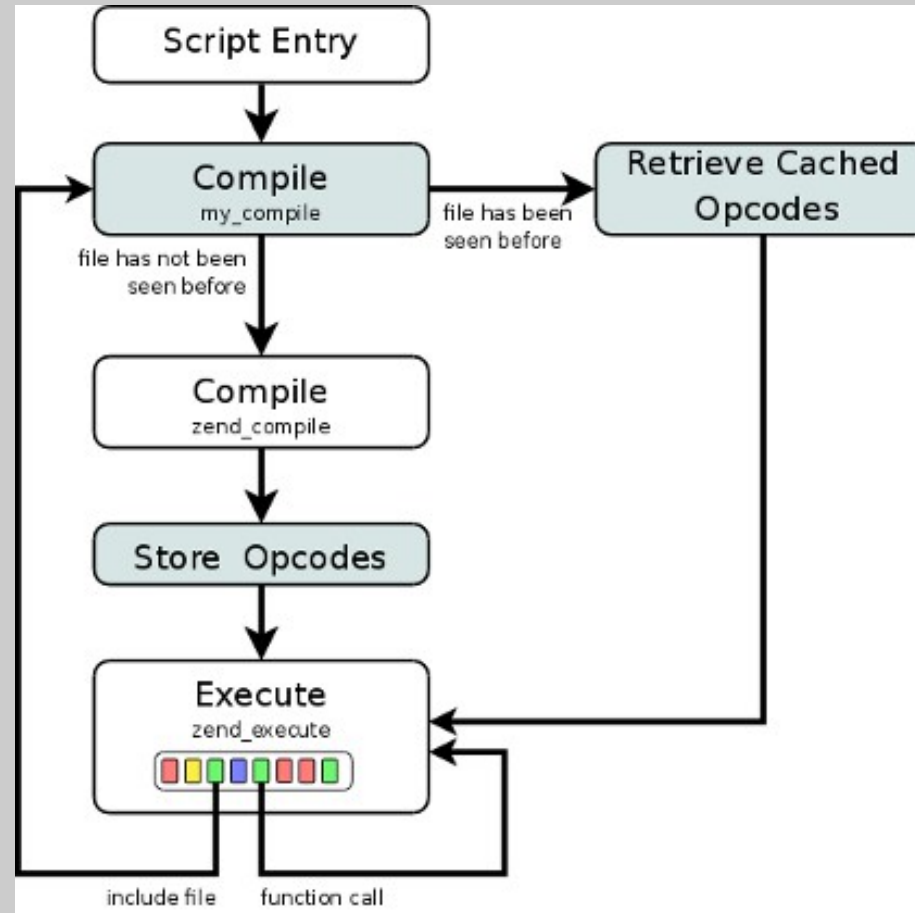 Script Entry
Compile
my_compile
Retrieve Cached
Opcodes
file has been
seen before
file has not been
seen before
Compile
zend_compile
Store Opcodes
Execute
zend_execute
include file
function call